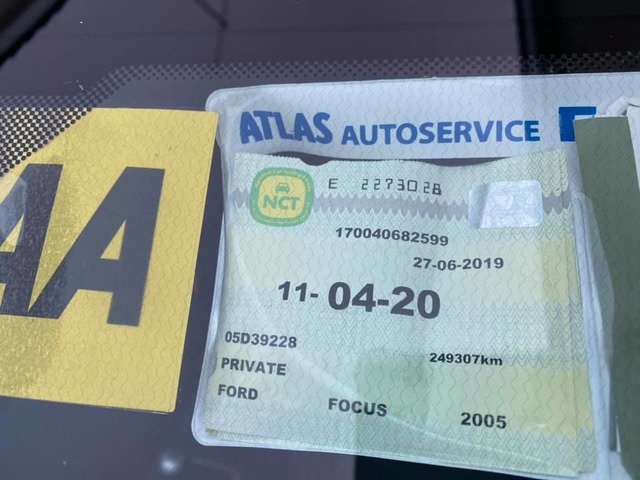 AA
ATLAS AUTOSERVICE E
NCT
E 2273028
170040682599
27-06-2019
11-04-20
05D39228
249307km
PRIVATE
FORD
FOCUS
2005